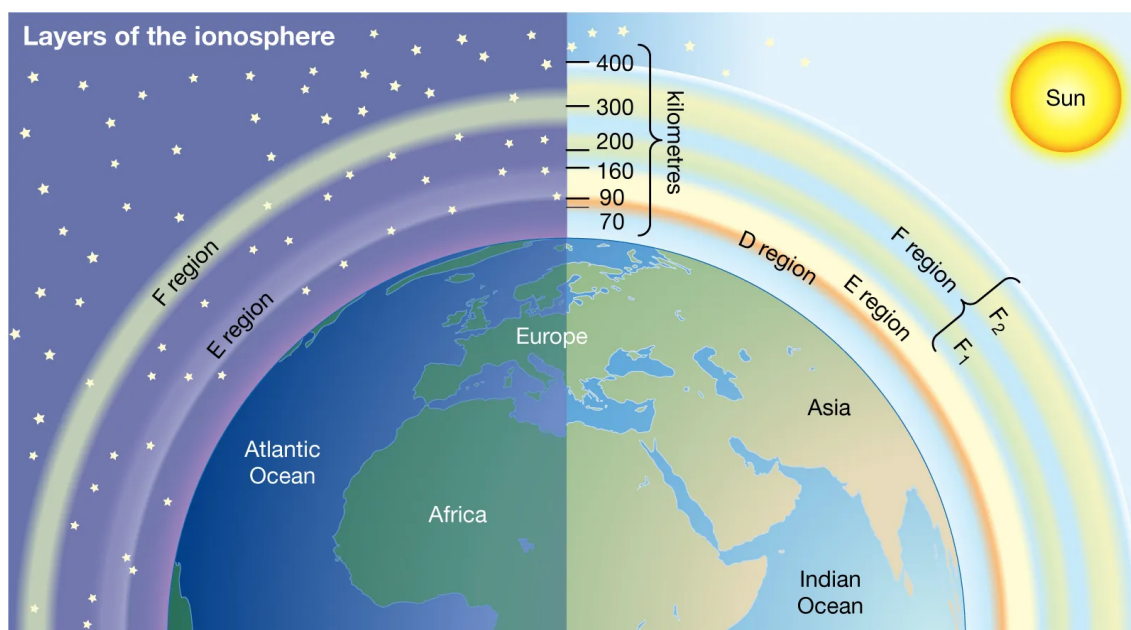 Layers of the ionosphere
400
300
200
160
90
70
kilometres
Sun
F region
E region
D region
E region
F region
F₂
F₁
Europe
Asia
Atlantic
Ocean
Africa
Indian
Ocean